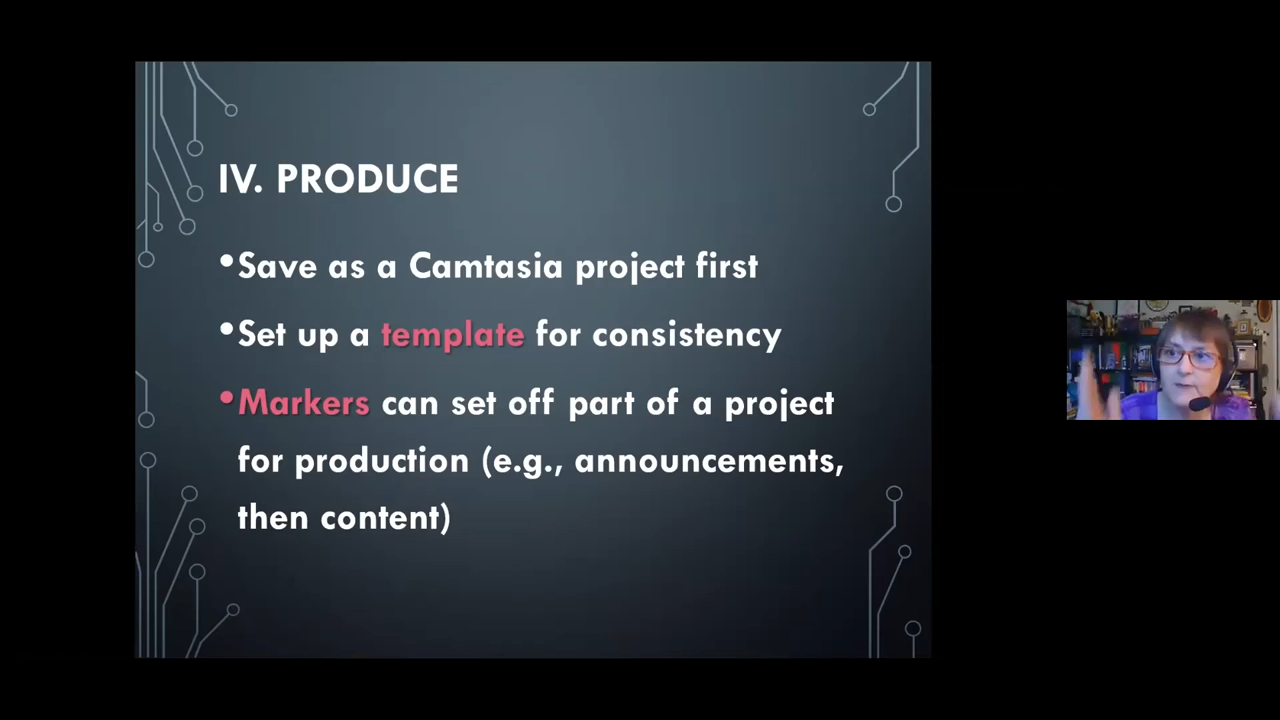 IV. PRODUCE
•Save as a Camtasia project first
•Set up a template for consistency
•Markers can set off part of a project
for production (e.g., announcements,
then content)